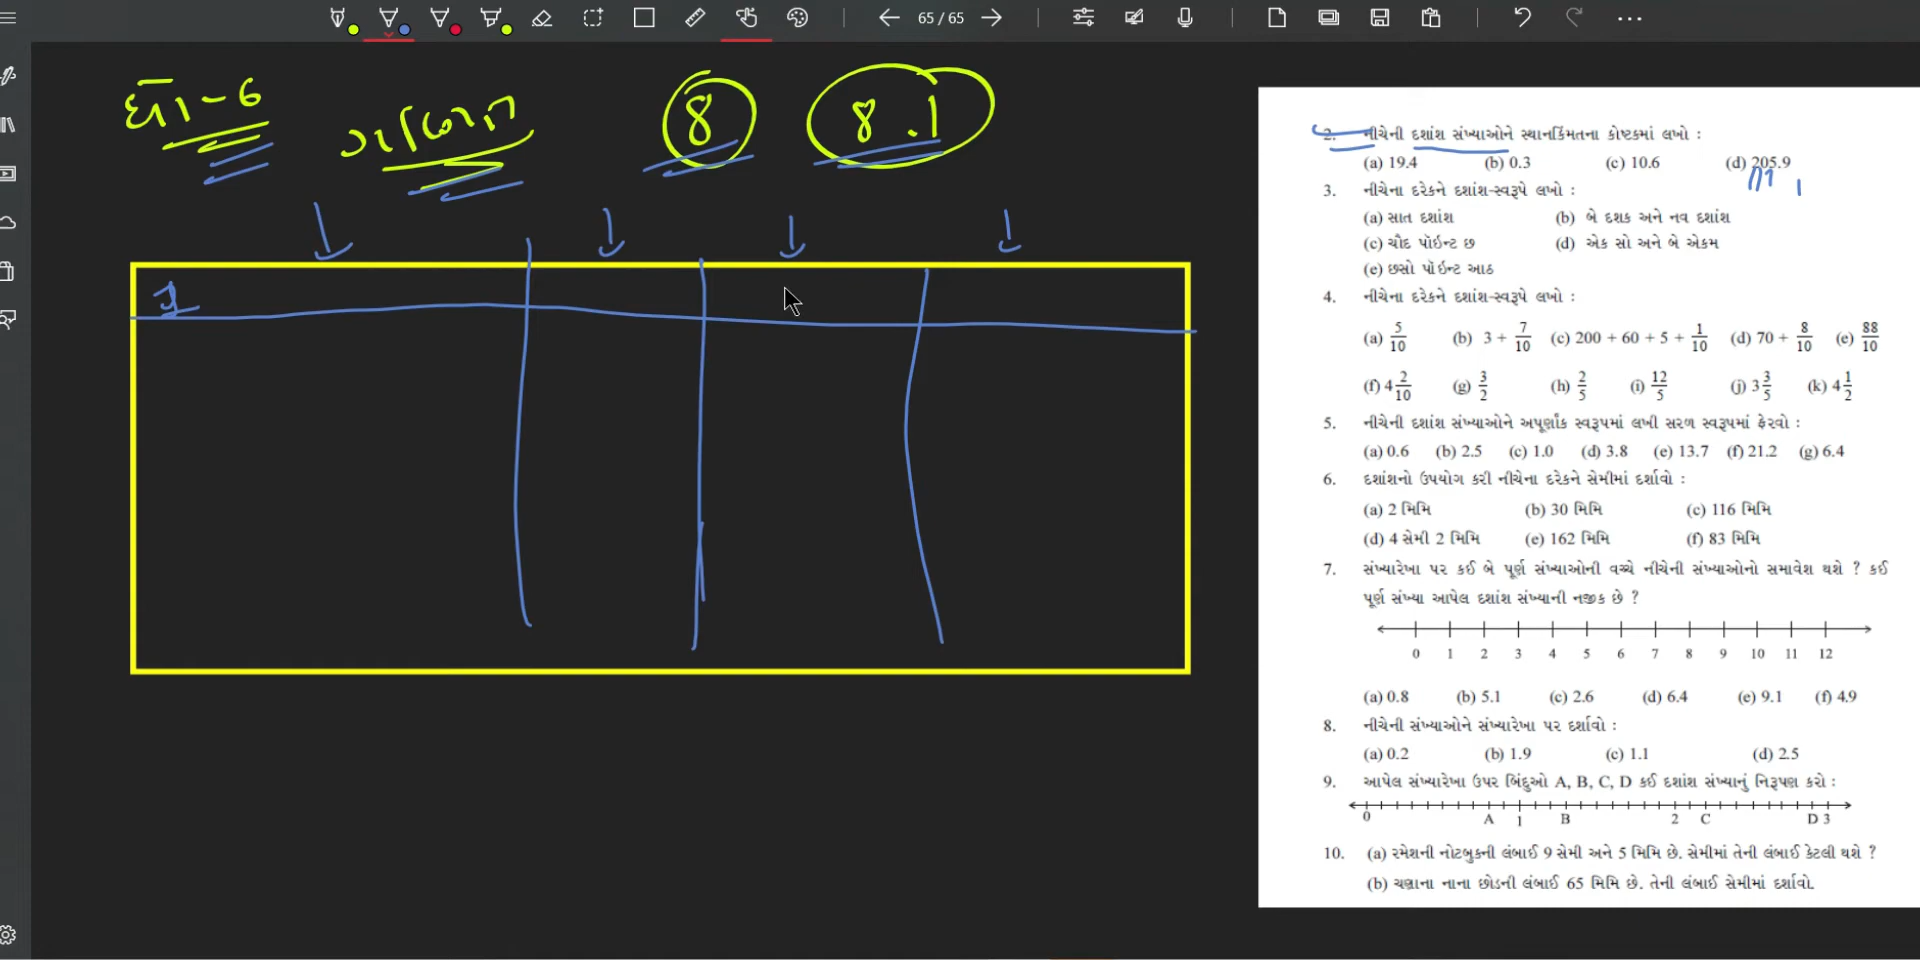 65 / 65
ધો-6 ગણિત 8 8.1
2. નીચેની દશાંશ સંખ્યાઓને સ્થાનકિંમતના કોષ્ટકમાં લખો :
(a) 19.4 (b) 0.3 (c) 10.6 (d) 205.9
3. નીચેના દરેકને દશાંશ-સ્વરૂપે લખો :
(a) સાત દશાંશ (b) બે દશક અને નવ દશાંશ
(c) ચૌદ પૉઇન્ટ છ (d) એક સો અને બે એકમ
(e) છસો પૉઇન્ટ આઠ
4. નીચેના દરેકને દશાંશ-સ્વરૂપે લખો :
(a) 5/10 (b) 3 + 7/10 (c) 200 + 60 + 5 + 1/10 (d) 70 + 8/10 (e) 88/10
(f) 4 2/10 (g) 3/2 (h) 2/5 (i) 12/5 (j) 3 3/5 (k) 4 1/2
5. નીચેની દશાંશ સંખ્યાઓને અપૂર્ણાંક સ્વરૂપમાં લખી સરળ સ્વરૂપમાં ફેરવો :
(a) 0.6 (b) 2.5 (c) 1.0 (d) 3.8 (e) 13.7 (f) 21.2 (g) 6.4
6. દશાંશનો ઉપયોગ કરી નીચેના દરેકને સેમીમાં દર્શાવો :
(a) 2 મિમિ (b) 30 મિમિ (c) 116 મિમિ
(d) 4 સેમી 2 મિમિ (e) 162 મિમિ (f) 83 મિમિ
7. સંખ્યારેખા પર કઈ બે પૂર્ણ સંખ્યાઓની વચ્ચે નીચેની સંખ્યાઓનો સમાવેશ થશે ? કઈ
પૂર્ણ સંખ્યા આપેલ દશાંશ સંખ્યાની નજીક છે ?
0 1 2 3 4 5 6 7 8 9 10 11 12
(a) 0.8 (b) 5.1 (c) 2.6 (d) 6.4 (e) 9.1 (f) 4.9
8. નીચેની સંખ્યાઓને સંખ્યારેખા પર દર્શાવો :
(a) 0.2 (b) 1.9 (c) 1.1 (d) 2.5
9. આપેલ સંખ્યારેખા ઉપર બિંદુઓ A, B, C, D કઈ દશાંશ સંખ્યાનું નિરૂપણ કરો :
0 A 1 B 2 C D 3
10. (a) રમેશની નોટબુકની લંબાઈ 9 સેમી અને 5 મિમિ છે. સેમીમાં તેની લંબાઈ કેટલી થશે ?
(b) ચણાના નાના છોડની લંબાઈ 65 મિમિ છે. તેની લંબાઈ સેમીમાં દર્શાવો.